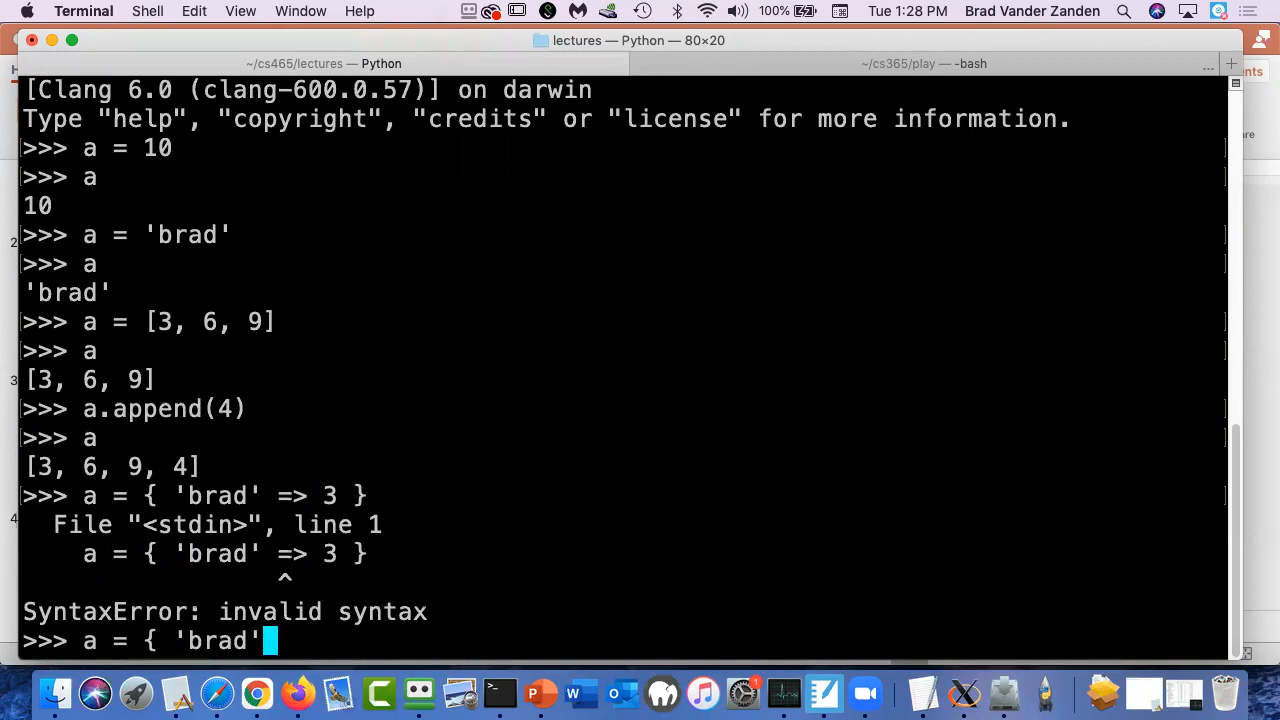 Terminal Shell Edit View Window Help 100% Tue 1:28 PM Brad Vander Zanden
lectures — Python — 80×20
~/cs465/lectures — Python ~/cs365/play — -bash
[Clang 6.0 (clang-600.0.57)] on darwin
Type "help", "copyright", "credits" or "license" for more information.
>>> a = 10
>>> a
10
>>> a = 'brad'
>>> a
'brad'
>>> a = [3, 6, 9]
>>> a
[3, 6, 9]
>>> a.append(4)
>>> a
[3, 6, 9, 4]
>>> a = { 'brad' => 3 }
  File "<stdin>", line 1
    a = { 'brad' => 3 }
                 ^
SyntaxError: invalid syntax
>>> a = { 'brad'